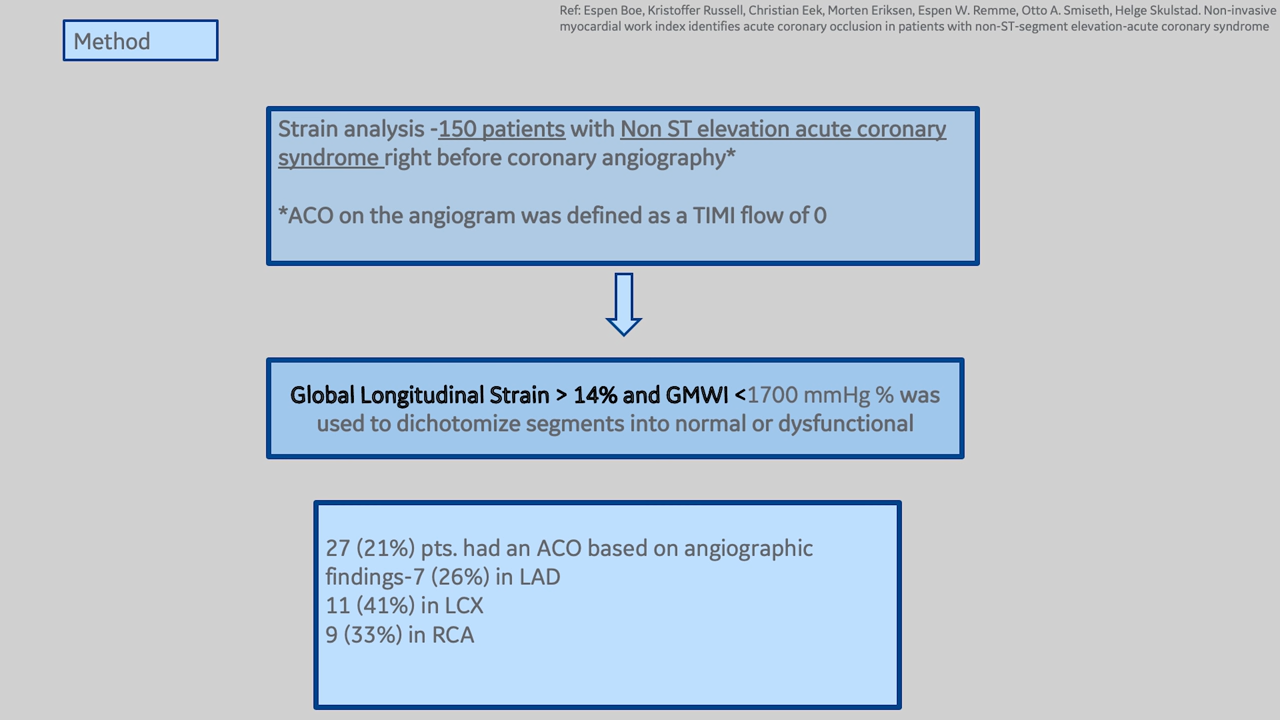 Ref: Espen Boe, Kristoffer Russell, Christian Eek, Morten Eriksen, Espen W. Remme, Otto A. Smiseth, Helge Skulstad. Non-invasive
myocardial work index identifies acute coronary occlusion in patients with non-ST-segment elevation-acute coronary syndrome
Method
Strain analysis -150 patients with Non ST elevation acute coronary
syndrome right before coronary angiography*
*ACO on the angiogram was defined as a TIMI flow of 0
Global Longitudinal Strain > 14% and GMWI <1700 mmHg % was
used to dichotomize segments into normal or dysfunctional
27 (21%) pts. had an ACO based on angiographic
findings-7 (26%) in LAD
11 (41%) in LCX
9 (33%) in RCA